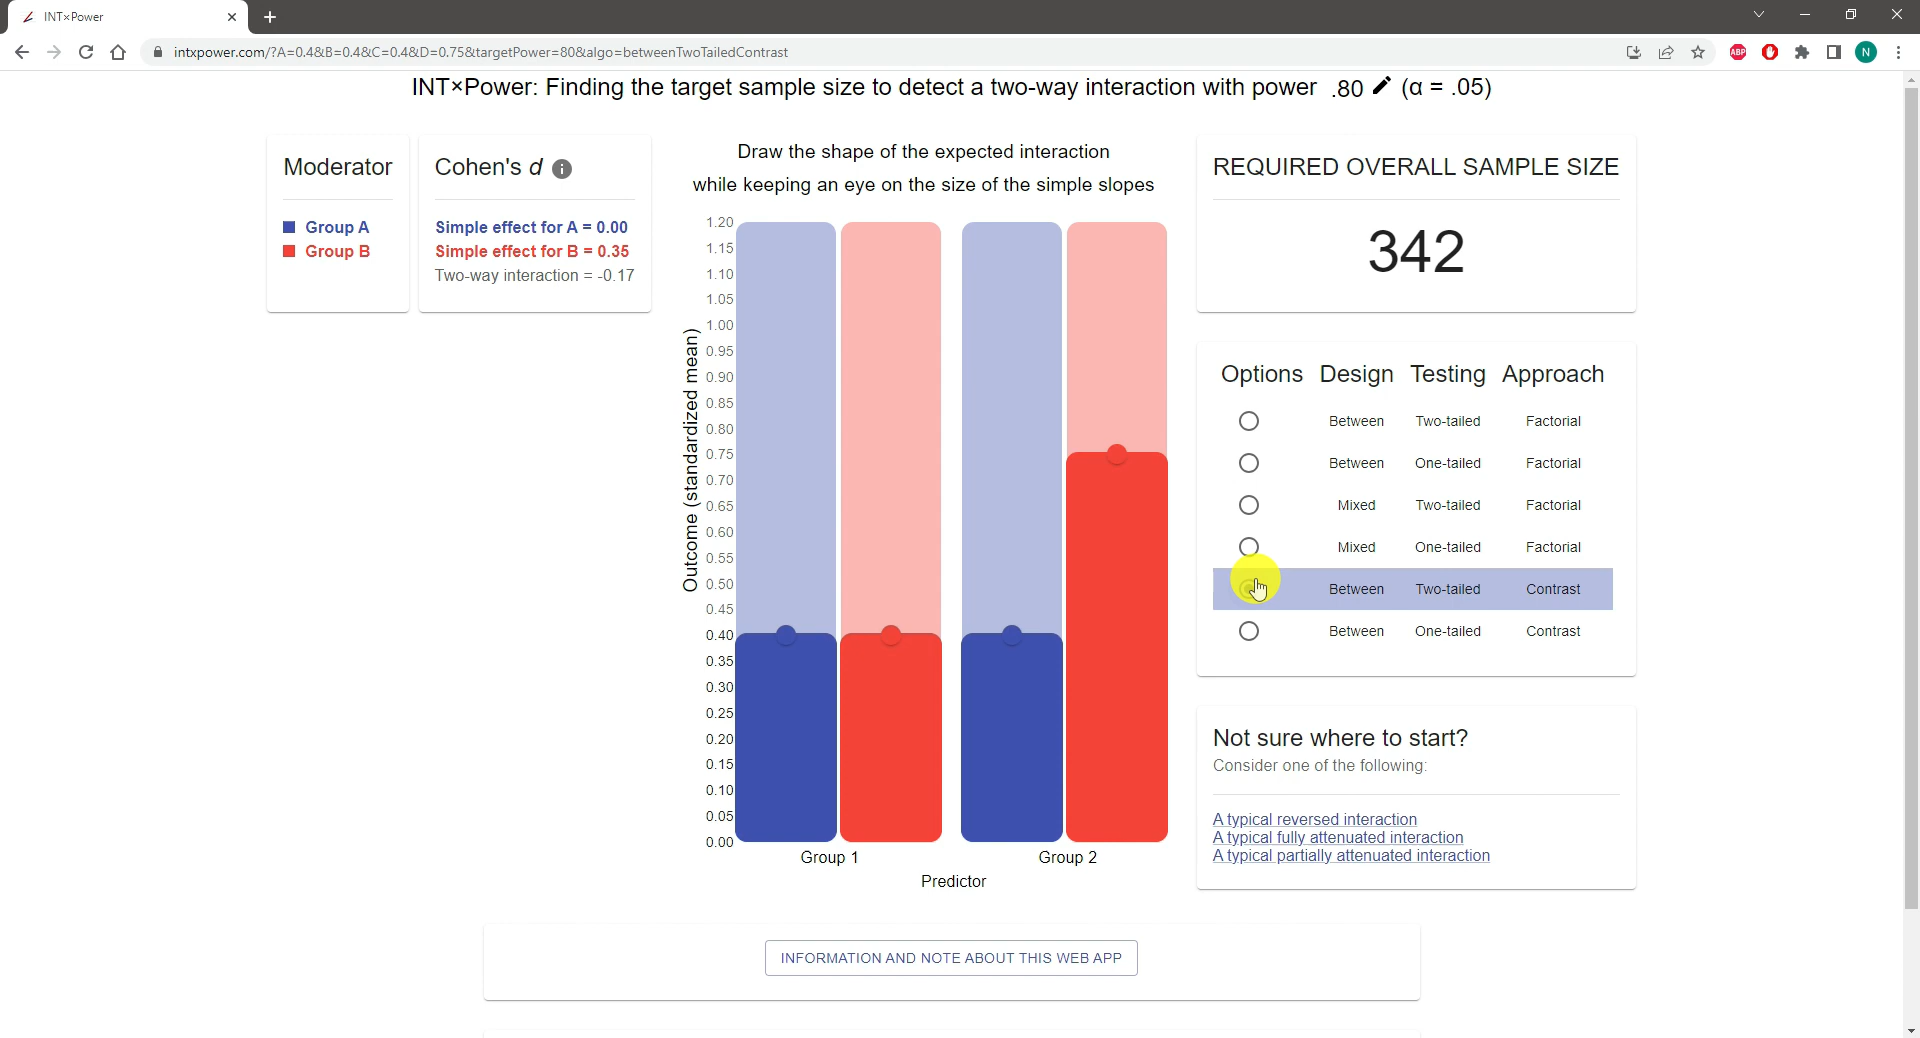 INT×Power
intxpower.com/?A=0.4&B=0.4&C=0.4&D=0.75&targetPower=80&algo=betweenTwoTailedContrast
ABP
N
INT×Power: Finding the target sample size to detect a two-way interaction with power .80 (α = .05)
Moderator
Group A
Group B
Cohen's d
Simple effect for A = 0.00
Simple effect for B = 0.35
Two-way interaction = -0.17
Draw the shape of the expected interaction
while keeping an eye on the size of the simple slopes
Outcome (standardized mean)
1.20
1.15
1.10
1.05
1.00
0.95
0.90
0.85
0.80
0.75
0.70
0.65
0.60
0.55
0.50
0.45
0.40
0.35
0.30
0.25
0.20
0.15
0.10
0.05
0.00
Group 1 Group 2
Predictor
REQUIRED OVERALL SAMPLE SIZE
342
Options Design Testing Approach
Between Two-tailed Factorial
Between One-tailed Factorial
Mixed Two-tailed Factorial
Mixed One-tailed Factorial
Between Two-tailed Contrast
Between One-tailed Contrast
Not sure where to start?
Consider one of the following:
A typical reversed interaction
A typical fully attenuated interaction
A typical partially attenuated interaction
INFORMATION AND NOTE ABOUT THIS WEB APP